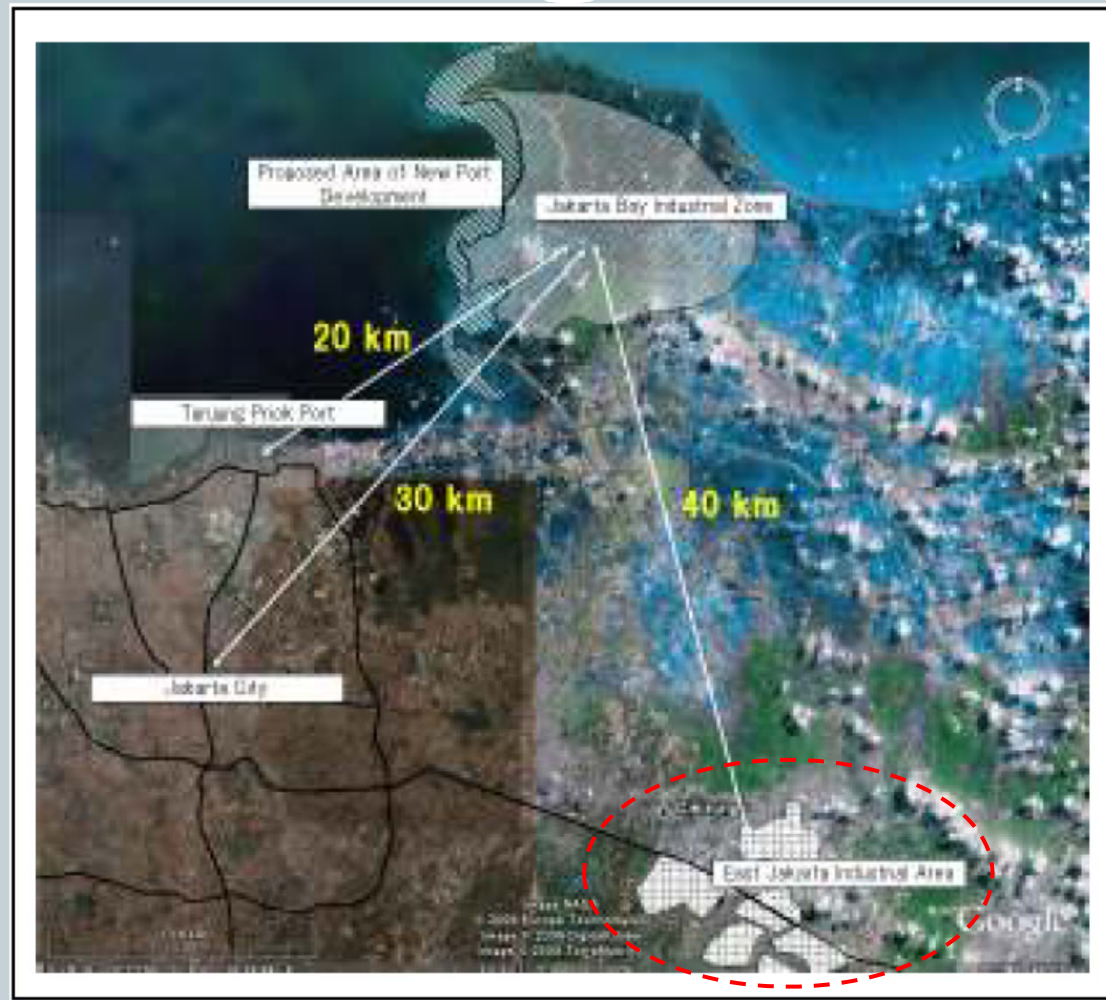 Proposed Area of New Port
Development
Jakarta Bay Industrial Zone
20 km
Tanjung Priok Port
30 km
40 km
Jakarta City
East Jakarta Industrial Area
Google